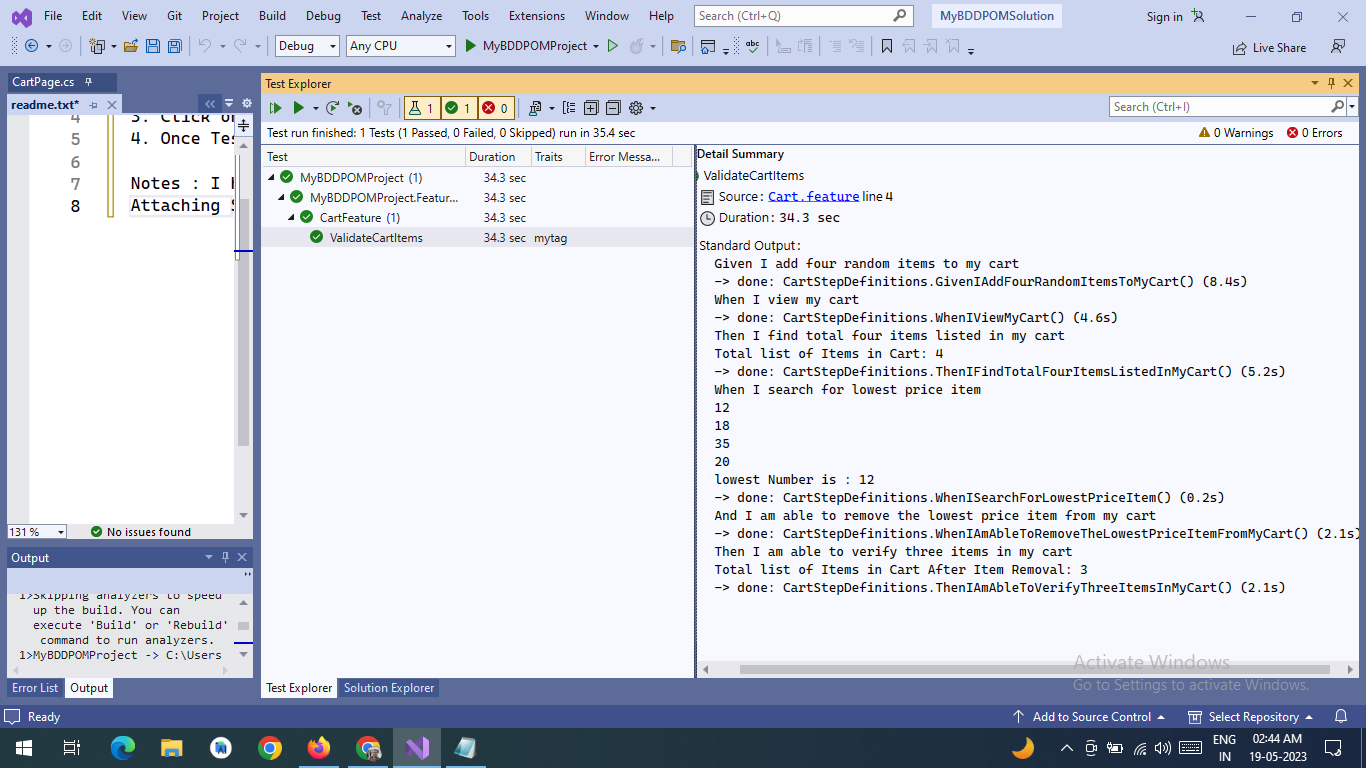 File Edit View Git Project Build Debug Test Analyze Tools Extensions Window Help Search (Ctrl+Q) MyBDDPOMSolution Sign in
Debug Any CPU MyBDDPOMProject Live Share
CartPage.cs
readme.txt*
4 3. Click
5 4. Once Tes
6
7 Notes : I
8 Attaching
131 % No issues found
Output
1>Skipping analyzers to speed
up the build. You can
execute 'Build' or 'Rebuild'
command to run analyzers.
1>MyBDDPOMProject -> C:\Users
Error List Output
Test Explorer
1 1 0 Search (Ctrl+I)
Test run finished: 1 Tests (1 Passed, 0 Failed, 0 Skipped) run in 35.4 sec 0 Warnings 0 Errors
Test Duration Traits Error Messa...
MyBDDPOMProject (1) 34.3 sec
MyBDDPOMProject.Featur... 34.3 sec
CartFeature (1) 34.3 sec
ValidateCartItems 34.3 sec mytag
Detail Summary
ValidateCartItems
Source: Cart.feature line 4
Duration: 34.3 sec
Standard Output:
Given I add four random items to my cart
-> done: CartStepDefinitions.GivenIAddFourRandomItemsToMyCart() (8.4s)
When I view my cart
-> done: CartStepDefinitions.WhenIViewMyCart() (4.6s)
Then I find total four items listed in my cart
Total list of Items in Cart: 4
-> done: CartStepDefinitions.ThenIFindTotalFourItemsListedInMyCart() (5.2s)
When I search for lowest price item
12
18
35
20
lowest Number is : 12
-> done: CartStepDefinitions.WhenISearchForLowestPriceItem() (0.2s)
And I am able to remove the lowest price item from my cart
-> done: CartStepDefinitions.WhenIAmAbleToRemoveTheLowestPriceItemFromMyCart() (2.1s)
Then I am able to verify three items in my cart
Total list of Items in Cart After Item Removal: 3
-> done: CartStepDefinitions.ThenIAmAbleToVerifyThreeItemsInMyCart() (2.1s)
Activate Windows
Go to Settings to activate Windows.
Test Explorer Solution Explorer
Ready Add to Source Control Select Repository
ENG 02:44 AM
IN 19-05-2023